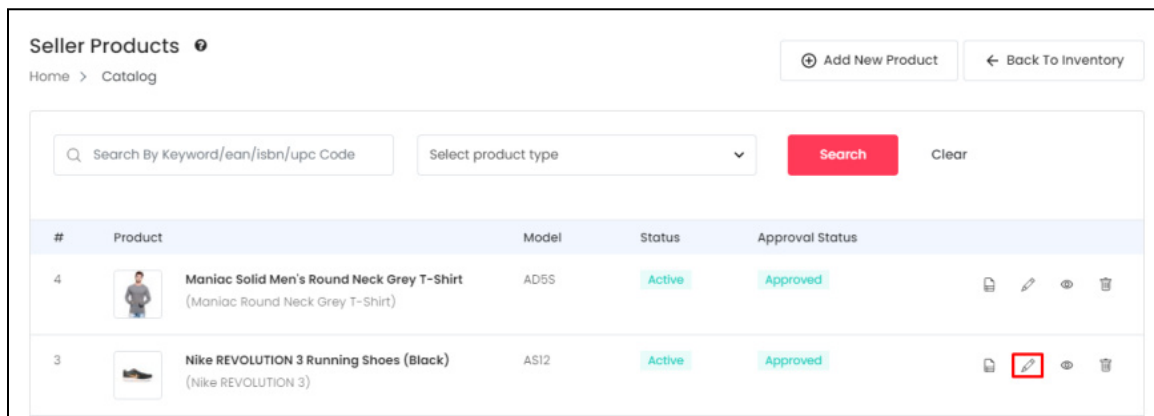 Seller Products
Home > Catalog
Add New Product
Back To Inventory
Search By Keyword/ean/isbn/upc Code
Select product type
Search
Clear
# Product Model Status Approval Status
4 Maniac Solid Men's Round Neck Grey T-Shirt AD5S Active Approved
(Maniac Round Neck Grey T-Shirt)
3 Nike REVOLUTION 3 Running Shoes (Black) AS12 Active Approved
(Nike REVOLUTION 3)